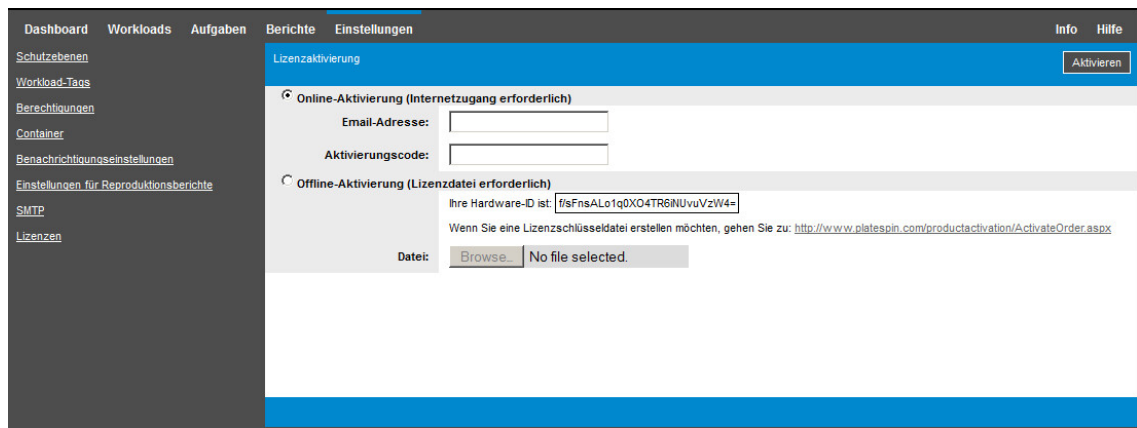 Dashboard Workloads Aufgaben Berichte Einstellungen Info Hilfe
Schutzebenen
Workload-Tags
Berechtigungen
Container
Benachrichtigungseinstellungen
Einstellungen für Reproduktionsberichte
SMTP
Lizenzen
Lizenzaktivierung
Aktivieren
Online-Aktivierung (Internetzugang erforderlich)
Email-Adresse:
Aktivierungscode:
Offline-Aktivierung (Lizenzdatei erforderlich)
Ihre Hardware-ID ist: f/sFnsALo1q0XO4TR6iNUvuVzW4=
Wenn Sie eine Lizenzschlüsseldatei erstellen möchten, gehen Sie zu: http://www.platespin.com/productactivation/ActivateOrder.aspx
Datei: Browse... No file selected.